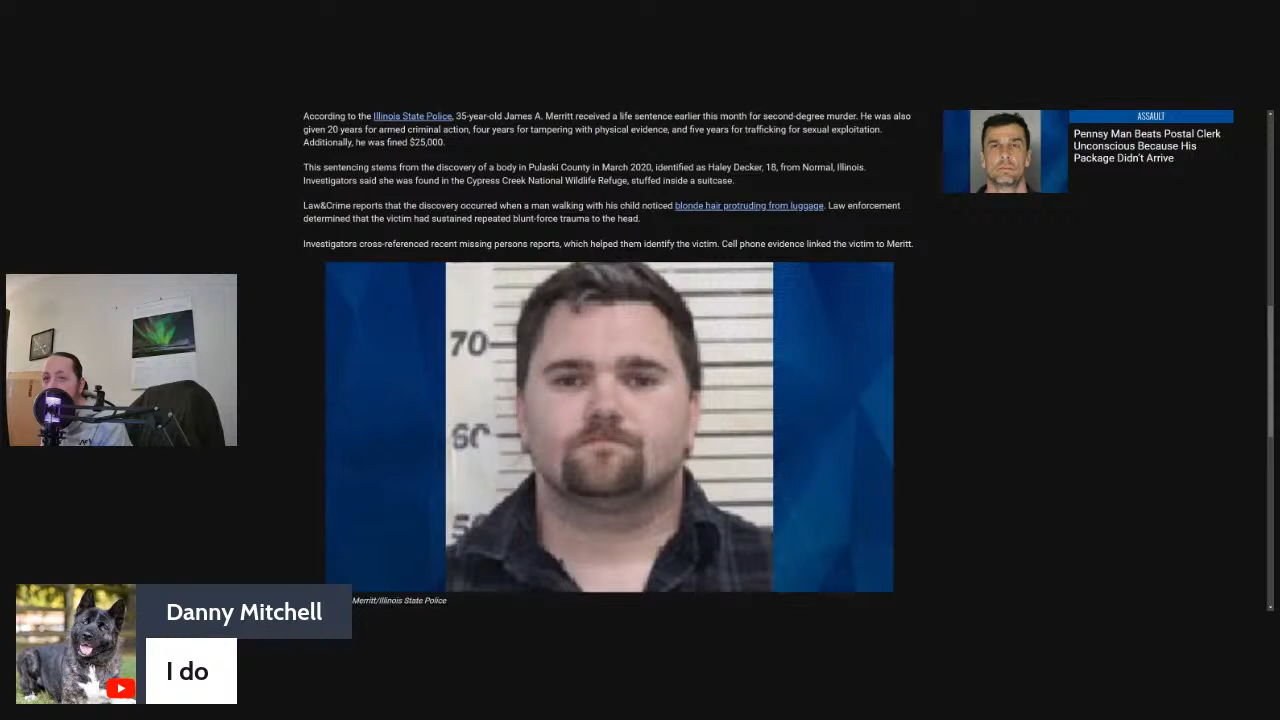 According to the Illinois State Police, 35-year-old James A. Merritt received a life sentence earlier this month for second-degree murder. He was also
given 20 years for armed criminal action, four years for tampering with physical evidence, and five years for trafficking for sexual exploitation.
Additionally, he was fined $25,000.
This sentencing stems from the discovery of a body in Pulaski County in March 2020, identified as Haley Decker, 18, from Normal, Illinois.
Investigators said she was found in the Cypress Creek National Wildlife Refuge, stuffed inside a suitcase.
Law&Crime reports that the discovery occurred when a man walking with his child noticed blonde hair protruding from luggage. Law enforcement
determined that the victim had sustained repeated blunt-force trauma to the head.
Investigators cross-referenced recent missing persons reports, which helped them identify the victim. Cell phone evidence linked the victim to Merritt.
ASSAULT
Pennsy Man Beats Postal Clerk
Unconscious Because His
Package Didn't Arrive
70
60
Merritt/Illinois State Police
Danny Mitchell
I do